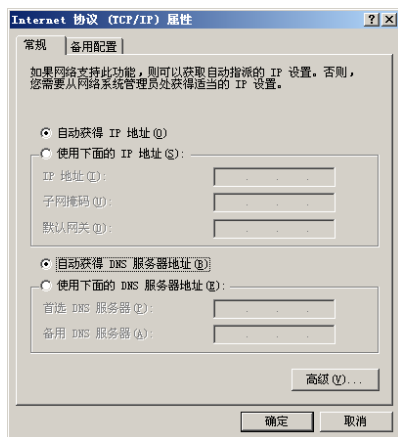 Internet 协议 (TCP/IP) 属性
常规
备用配置
如果网络支持此功能，则可以获取自动指派的 IP 设置。否则，
您需要从网络系统管理员处获得适当的 IP 设置。
自动获得 IP 地址(O)
使用下面的 IP 地址(S):
IP 地址(I):
子网掩码(U):
默认网关(D):
自动获得 DNS 服务器地址(B)
使用下面的 DNS 服务器地址(E):
首选 DNS 服务器(P):
备用 DNS 服务器(A):
高级(V)...
确定
取消